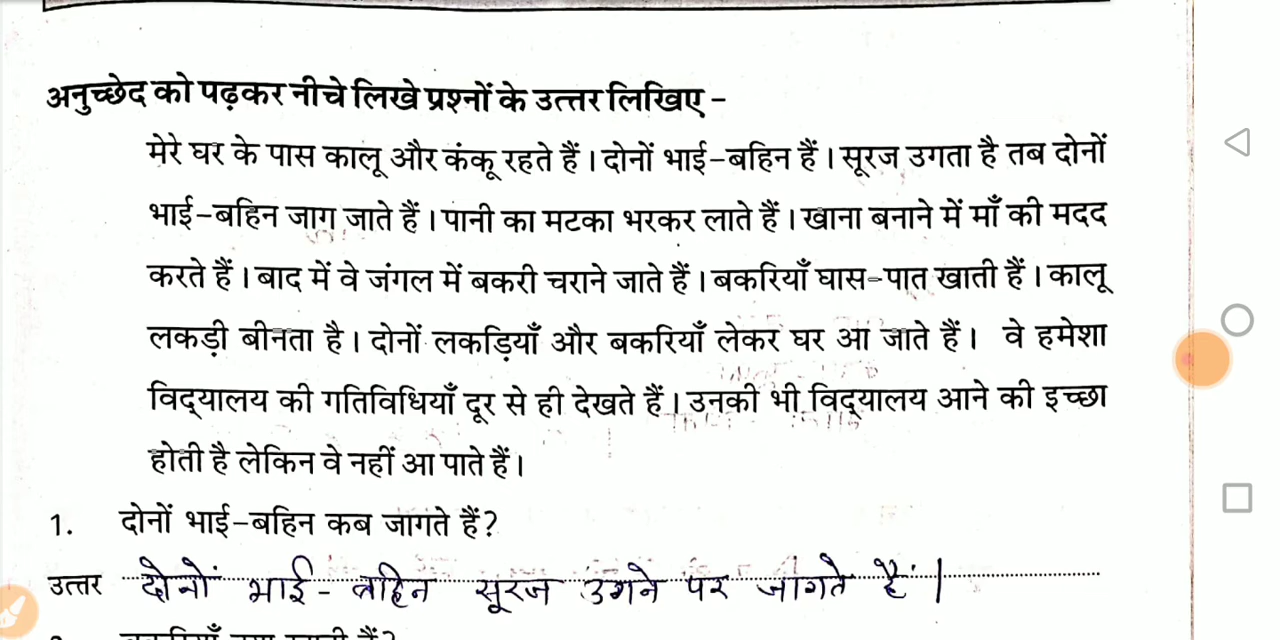 अनुच्छेद को पढ़कर नीचे लिखे प्रश्नों के उत्तर लिखिए –
मेरे घर के पास कालू और कंकू रहते हैं। दोनों भाई-बहिन हैं। सूरज उगता है तब दोनों
भाई-बहिन जाग जाते हैं। पानी का मटका भरकर लाते हैं। खाना बनाने में माँ की मदद
करते हैं। बाद में वे जंगल में बकरी चराने जाते हैं। बकरियाँ घास-पात खाती हैं। कालू
लकड़ी बीनता है। दोनों लकड़ियाँ और बकरियाँ लेकर घर आ जाते हैं। वे हमेशा
विद्यालय की गतिविधियाँ दूर से ही देखते हैं। उनकी भी विद्यालय आने की इच्छा
होती है लेकिन वे नहीं आ पाते हैं।
1. दोनों भाई-बहिन कब जागते हैं?
उत्तर दोनों भाई - बहिन सूरज उगने पर जागते हैं।
बकरियाँ क्या खाती हैं?